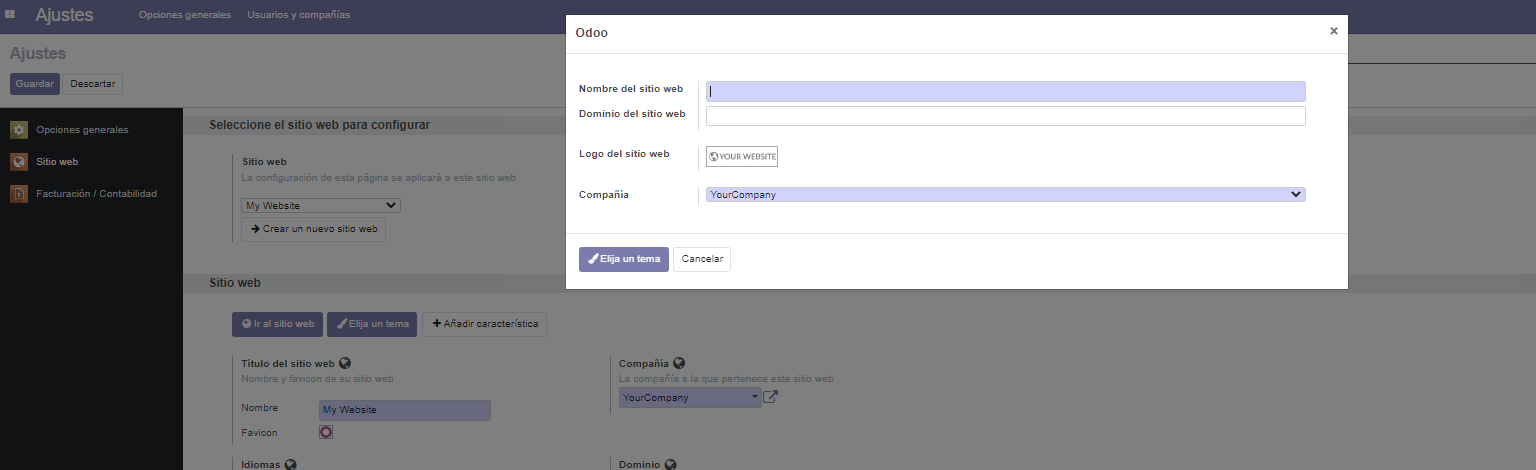 Ajustes Opciones generales Usuarios y compañías
Ajustes
Guardar Descartar
Opciones generales
Sitio web
Facturación / Contabilidad
Seleccione el sitio web para configurar
Sitio web
La configuración de esta página se aplicará a este sitio web
My Website
Crear un nuevo sitio web
Sitio web
Ir al sitio web Elija un tema Añadir característica
Título del sitio web
Nombre y favicon de su sitio web
Nombre My Website
Favicon
Idiomas
Compañía
La compañía a la que pertenece este sitio web
YourCompany
Dominio
Odoo ×
Nombre del sitio web
Dominio del sitio web
Logo del sitio web YOUR WEBSITE
Compañía YourCompany
Elija un tema Cancelar